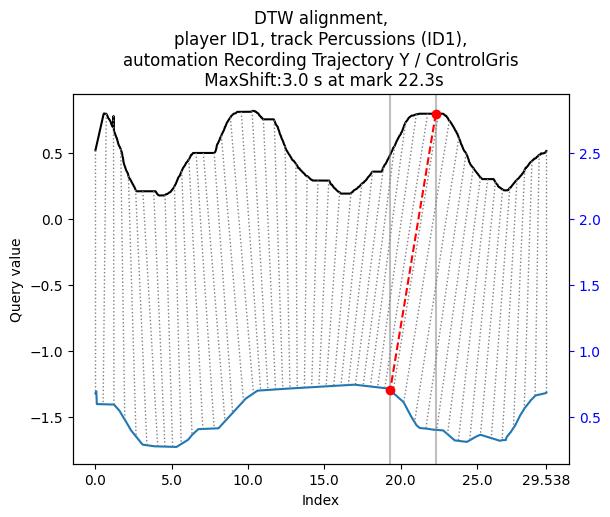 DTW alignment,
player ID1, track Percussions (ID1),
automation Recording Trajectory Y / ControlGris
MaxShift:3.0 s at mark 22.3s
Query value
0.5
0.0
−0.5
−1.0
−1.5
2.5
2.0
1.5
1.0
0.5
0.0 5.0 10.0 15.0 20.0 25.0 29.538
Index